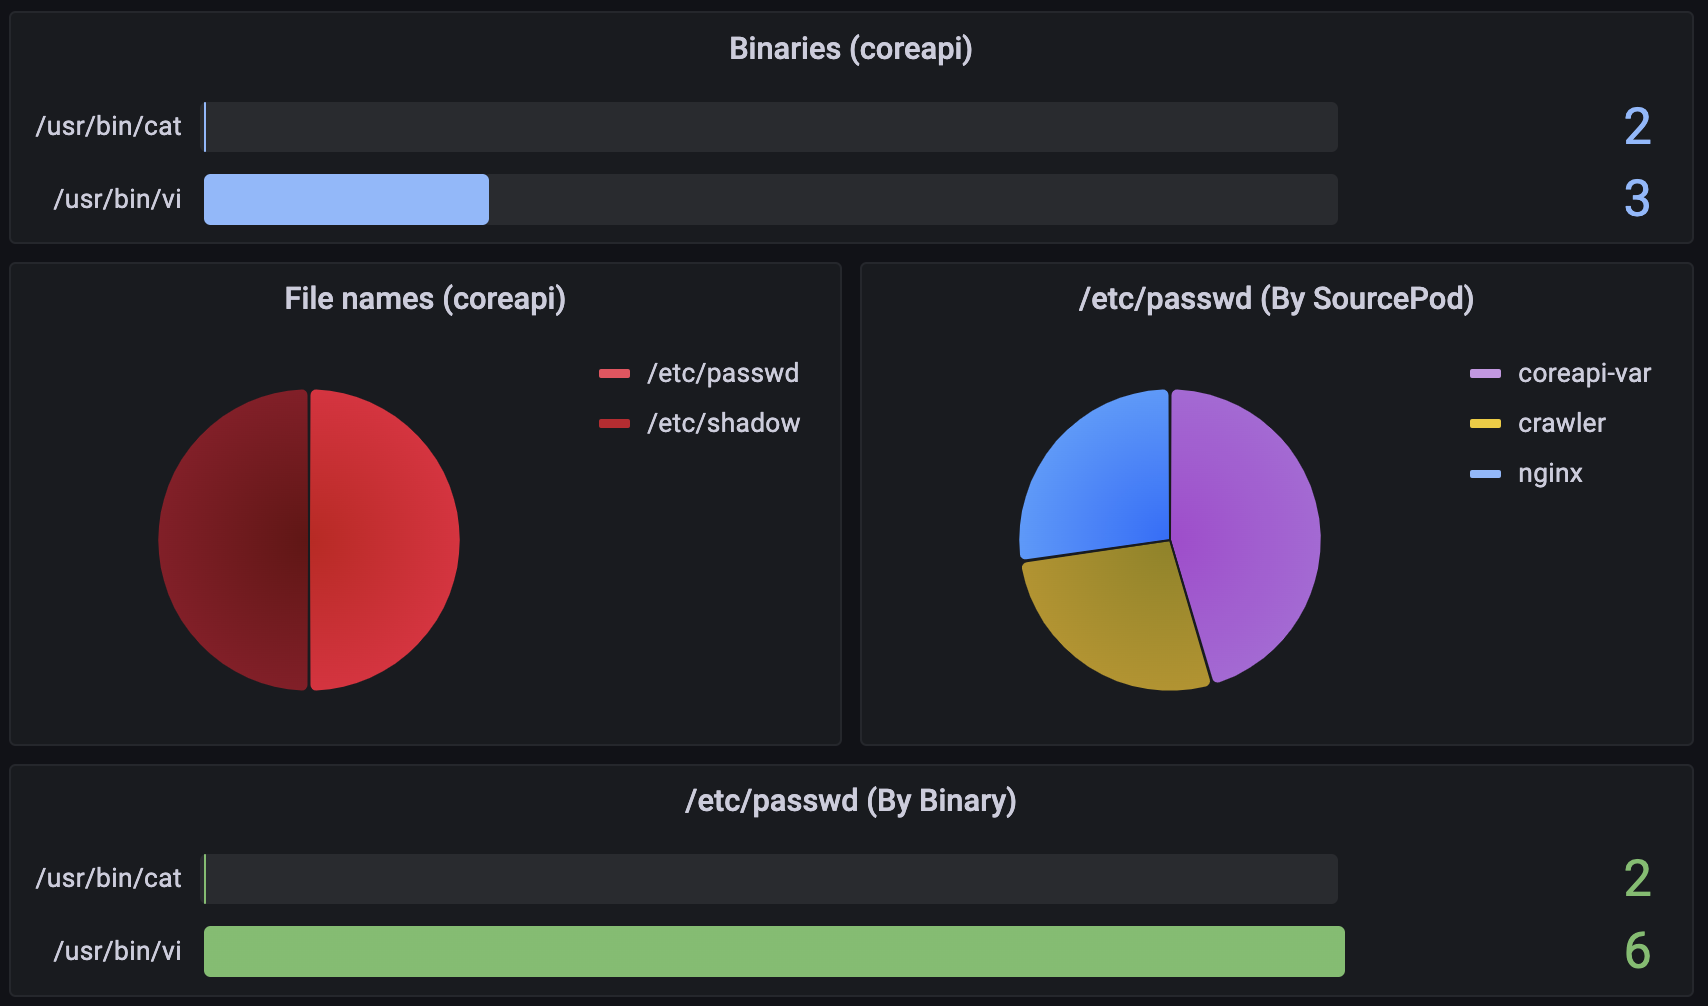 Binaries (coreapi)
/usr/bin/cat
2
/usr/bin/vi
3
File names (coreapi)
/etc/passwd
/etc/shadow
/etc/passwd (By SourcePod)
coreapi-var
crawler
nginx
/etc/passwd (By Binary)
/usr/bin/cat
2
/usr/bin/vi
6